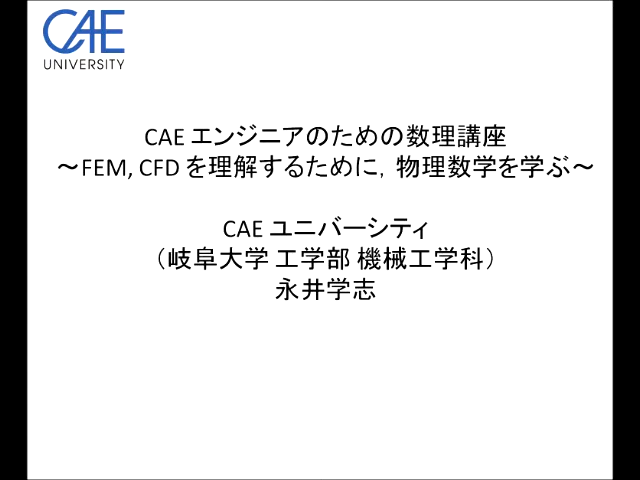 CAE
UNIVERSITY
CAE エンジニアのための数理講座
～FEM, CFD を理解するために，物理数学を学ぶ～
CAE ユニバーシティ
（岐阜大学 工学部 機械工学科）
永井学志